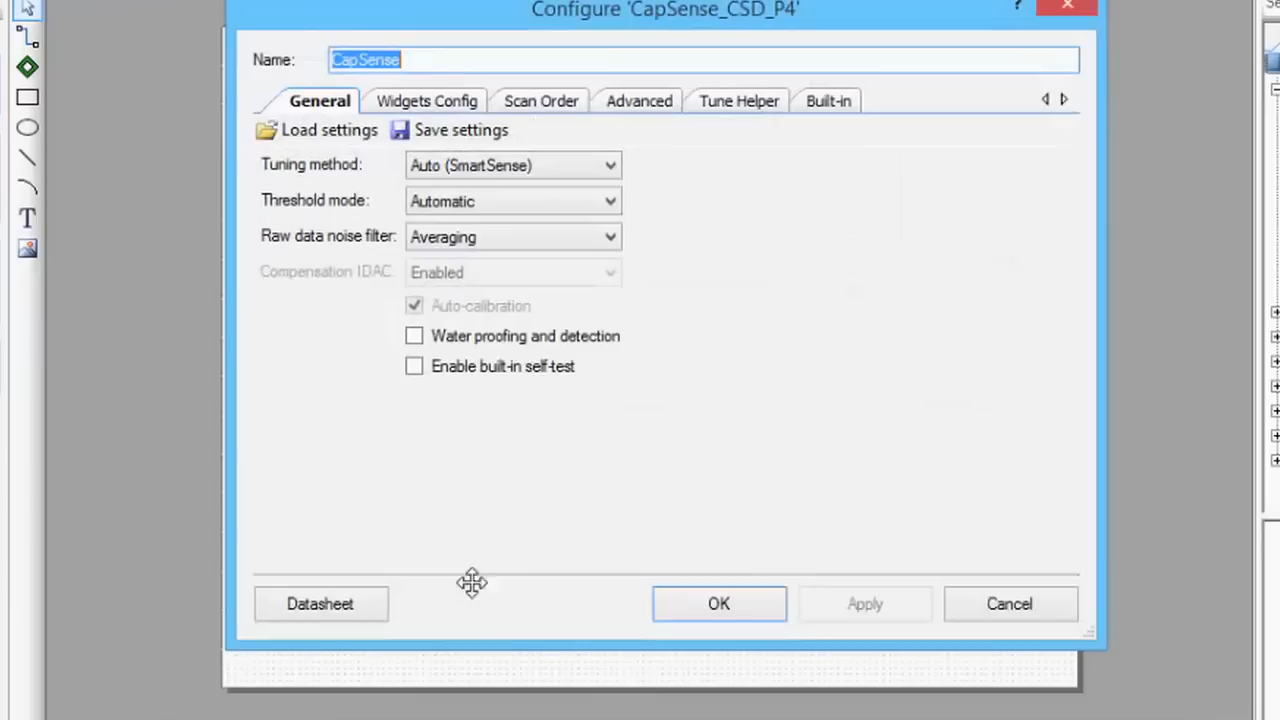 Configure 'CapSense_CSD_P4'
?
Name: CapSense
General Widgets Config Scan Order Advanced Tune Helper Built-in
Load settings Save settings
Tuning method: Auto (SmartSense)
Threshold mode: Automatic
Raw data noise filter: Averaging
Compensation IDAC: Enabled
Auto-calibration
Water proofing and detection
Enable built-in self-test
T
Datasheet OK Apply Cancel